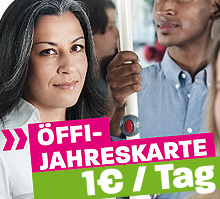 ÖFFI-
JAHRESKARTE
1€ / Tag